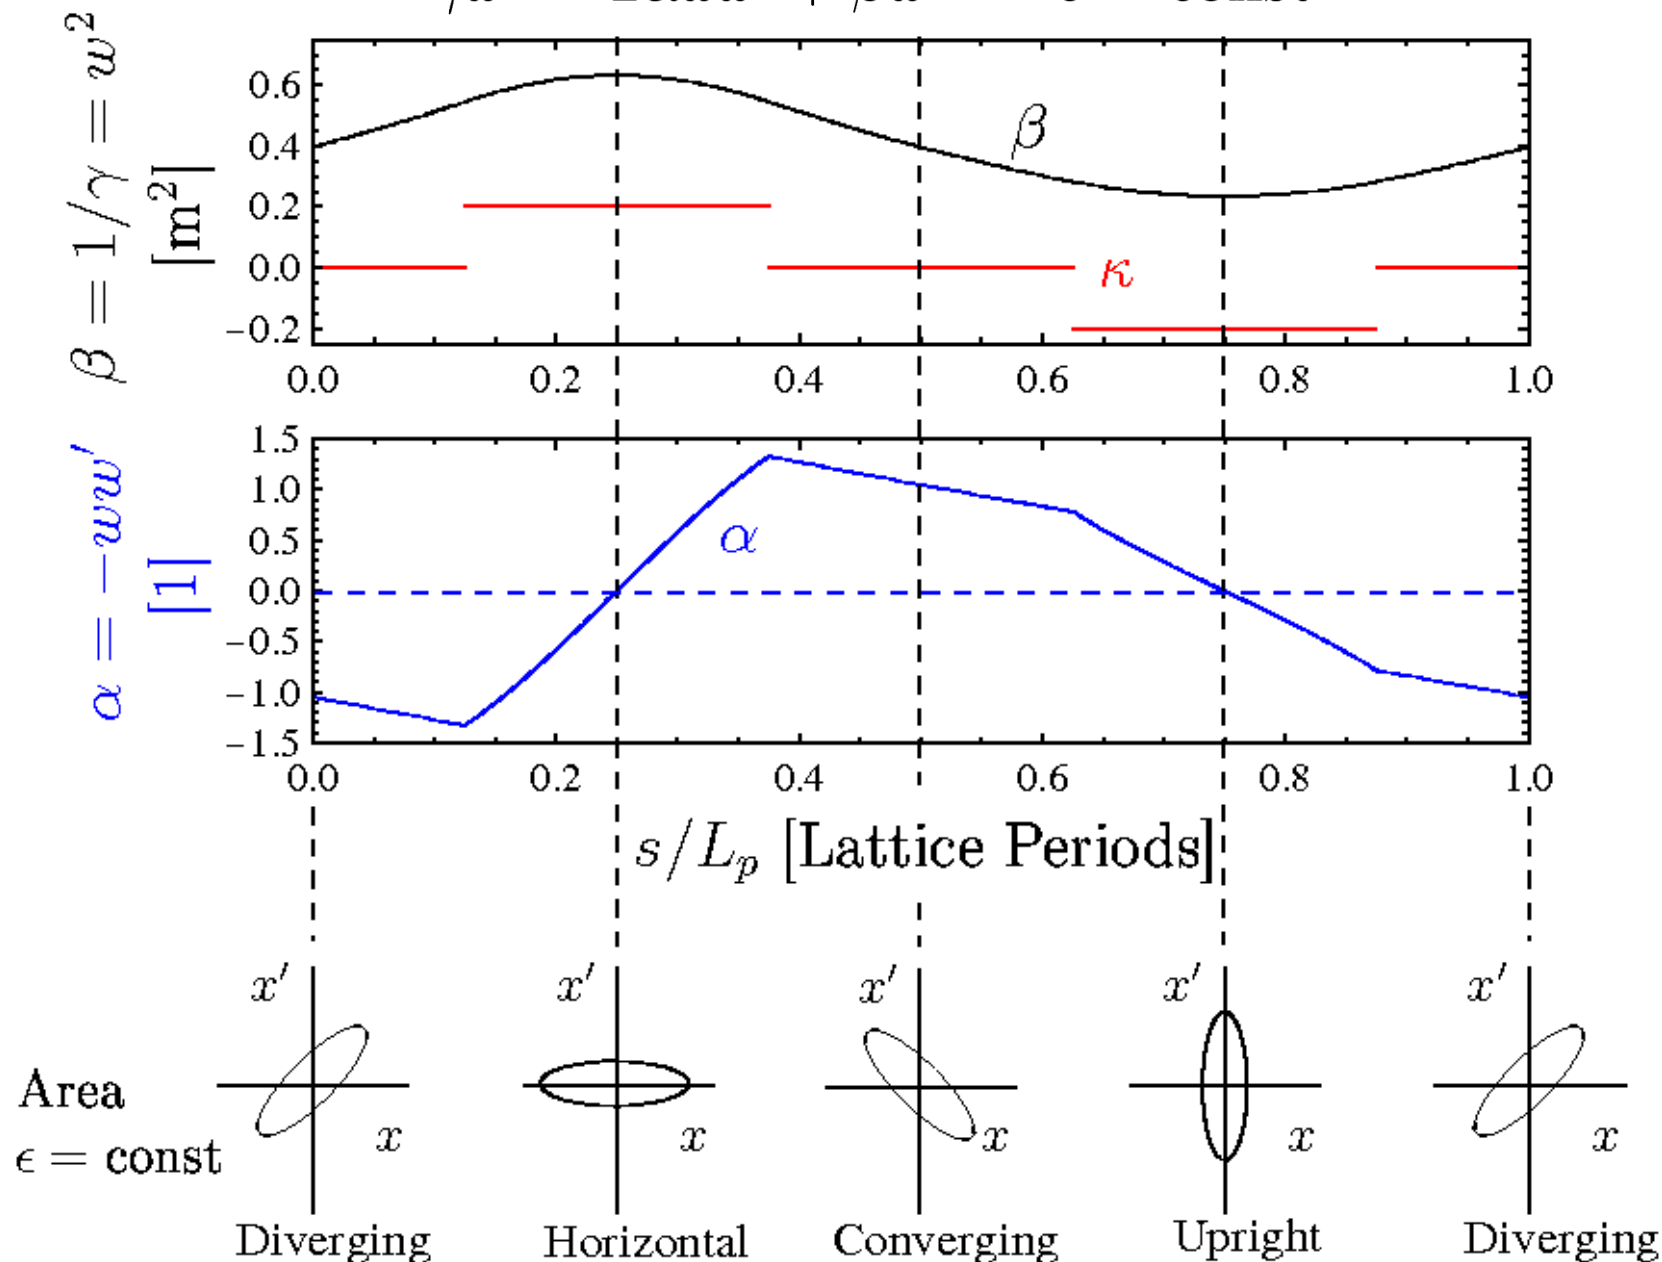 β = 1/γ = w²
[m²]
0.6
0.4
0.2
0.0
−0.2
β
κ
0.0 0.2 0.4 0.6 0.8 1.0
α = −ww′
[1]
1.5
1.0
0.5
0.0
−0.5
−1.0
−1.5
α
0.0 0.2 0.4 0.6 0.8 1.0
s/Lₚ [Lattice Periods]
x′ x′ x′ x′ x′
Area
ϵ = const
x x x x x
Diverging Horizontal Converging Upright Diverging